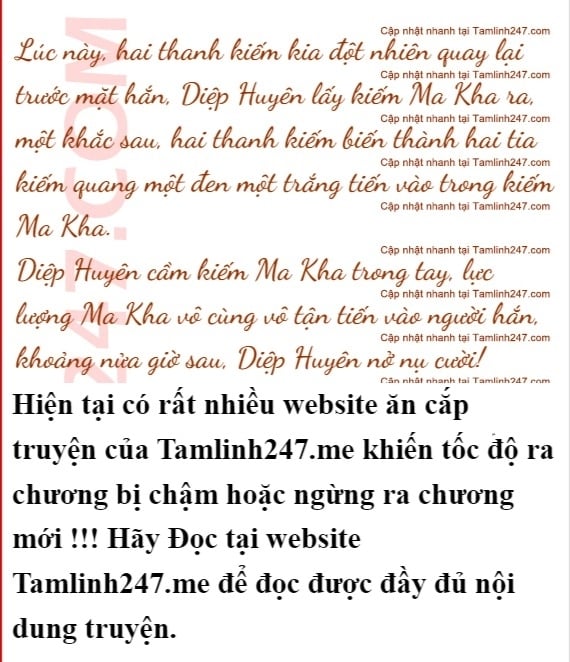 Cập nhật nhanh tại Tamlinh247.com
Lúc này, hai thanh kiếm kia đột nhiên quay lại
Cập nhật nhanh tại Tamlinh247.com
trước mặt hắn, Diệp Huyên lấy kiếm Ma Kha ra,
Cập nhật nhanh tại Tamlinh247.com
một khắc sau, hai thanh kiếm biến thành hai tia
Cập nhật nhanh tại Tamlinh247.com
kiếm quang một đen một trắng tiến vào trong kiếm
Cập nhật nhanh tại Tamlinh247.com
Ma Kha.
Cập nhật nhanh tại Tamlinh247.com
Diệp Huyên cầm kiếm Ma Kha trong tay, lực
Cập nhật nhanh tại Tamlinh247.com
lượng Ma Kha vô cùng vô tận tiến vào người hắn,
Cập nhật nhanh tại Tamlinh247.com
khoảng nửa giờ sau, Diệp Huyên nở nụ cười!
Cập nhật nhanh tại Tamlinh247.com
247.COM
Hiện tại có rất nhiều website ăn cắp
truyện của Tamlinh247.me khiến tốc độ ra
chương bị chậm hoặc ngừng ra chương
mới !!! Hãy Đọc tại website
Tamlinh247.me để đọc được đầy đủ nội
dung truyện.